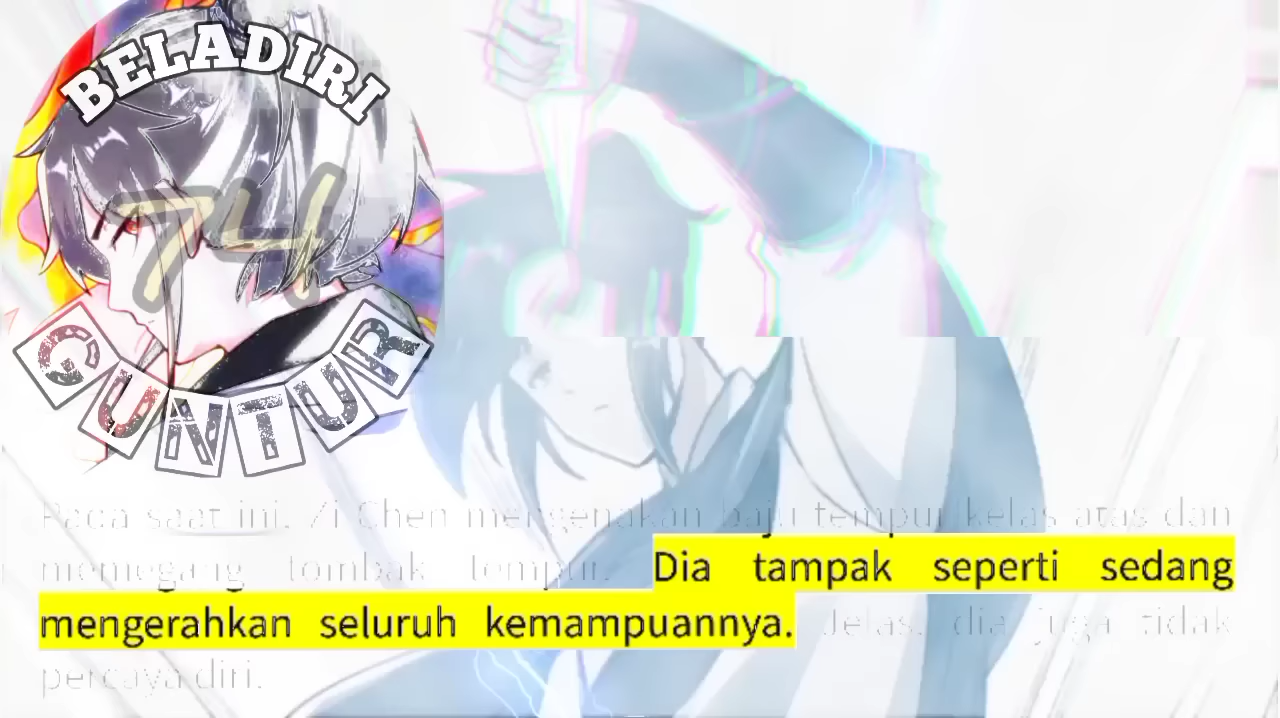 BELADIRI
74
GUNTUR
Pada saat ini, Zi Chen mengenakan baju tempur kelas atas dan
memegang tombak tempur. Dia tampak seperti sedang
mengerahkan seluruh kemampuannya. Jelas, dia juga tidak
percaya diri.